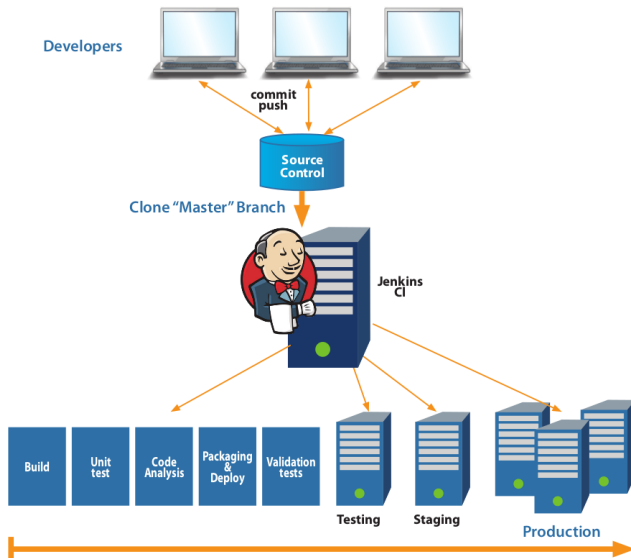 Developers
commit
push
Source
Control
Clone “Master” Branch
Jenkins
CI
Build
Unit
test
Code
Analysis
Packaging
&
Deploy
Validation
tests
Testing
Staging
Production